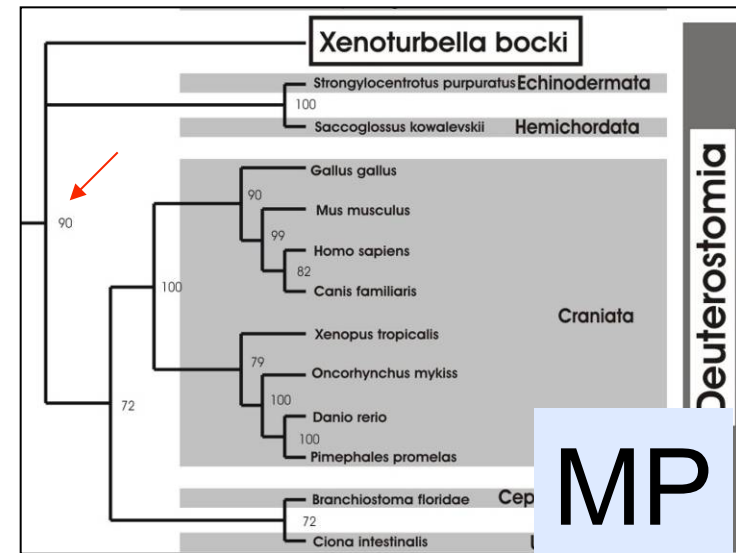 Xenoturbella bocki
Strongylocentrotus purpuratus Echinodermata
100
Saccoglossus kowalevskii Hemichordata
Gallus gallus
90
Mus musculus
99
Homo sapiens
82
Canis familiaris
90
100
Craniata
Xenopus tropicalis
79
Oncorhynchus mykiss
100
Danio rerio
100
Pimephales promelas
72
Branchiostoma floridae Cep
72
Ciona intestinalis
Deuterostomia
MP